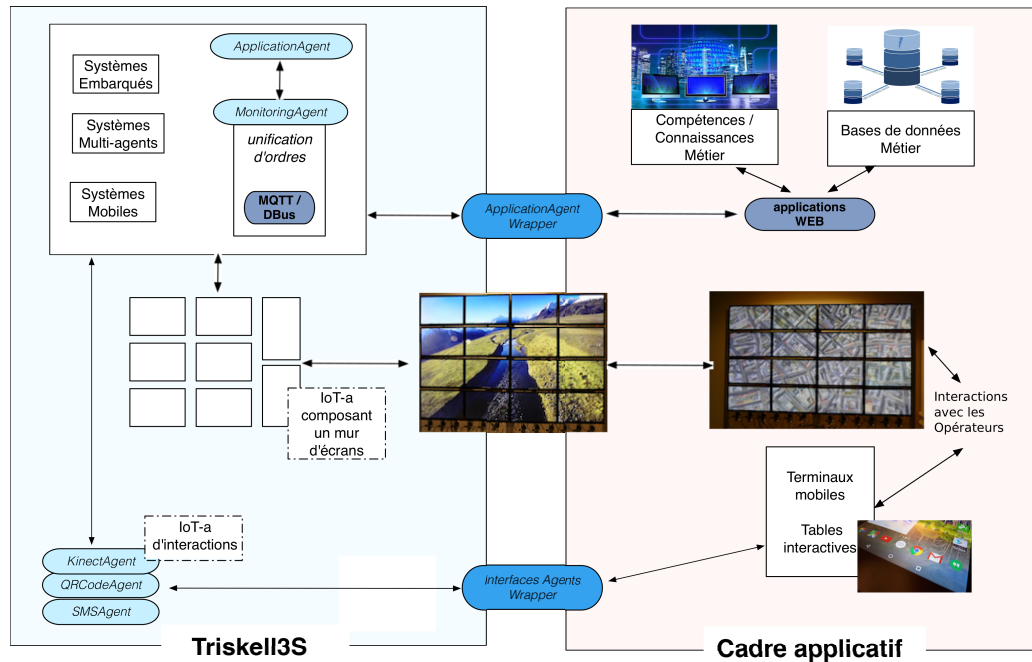 ApplicationAgent
Systèmes
Embarqués
MonitoringAgent
unification
d'ordres
Systèmes
Multi-agents
Systèmes
Mobiles
MQTT /
DBus
ApplicationAgent
Wrapper
Compétences /
Connaissances
Métier
Bases de données
Métier
applications
WEB
IoT-a
composant
un mur
d'écrans
Interactions
avec les
Opérateurs
Terminaux
mobiles
Tables
interactives
IoT-a
d'interactions
KinectAgent
QRCodeAgent
SMSAgent
Interfaces Agents
Wrapper
Triskell3S
Cadre applicatif